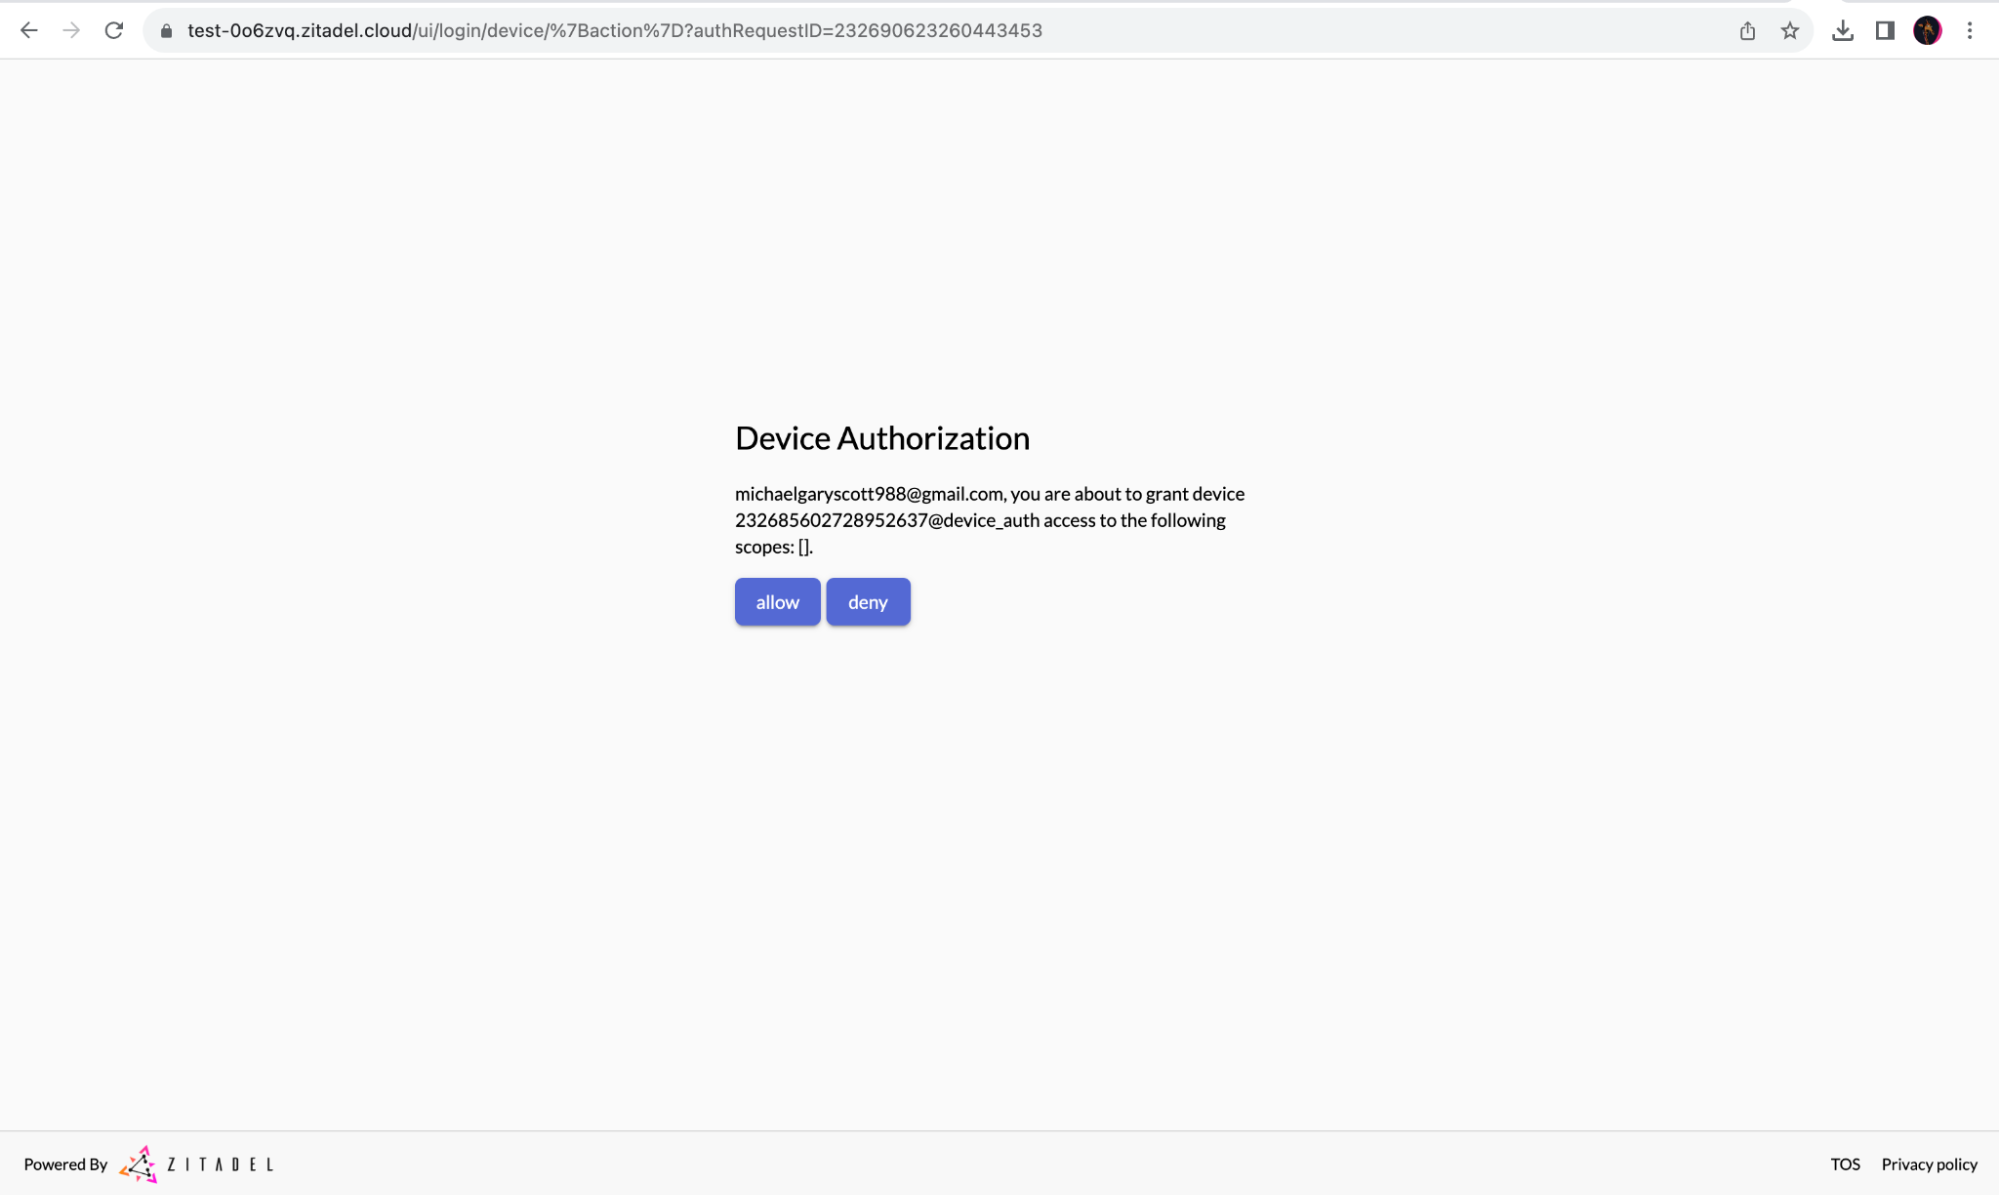 test-0o6zvq.zitadel.cloud/ui/login/device/%7Baction%7D?authRequestID=232690623260443453
Device Authorization
michaelgaryscott988@gmail.com, you are about to grant device
232685602728952637@device_auth access to the following
scopes: [].
allow deny
Powered By ZITADEL TOS Privacy policy